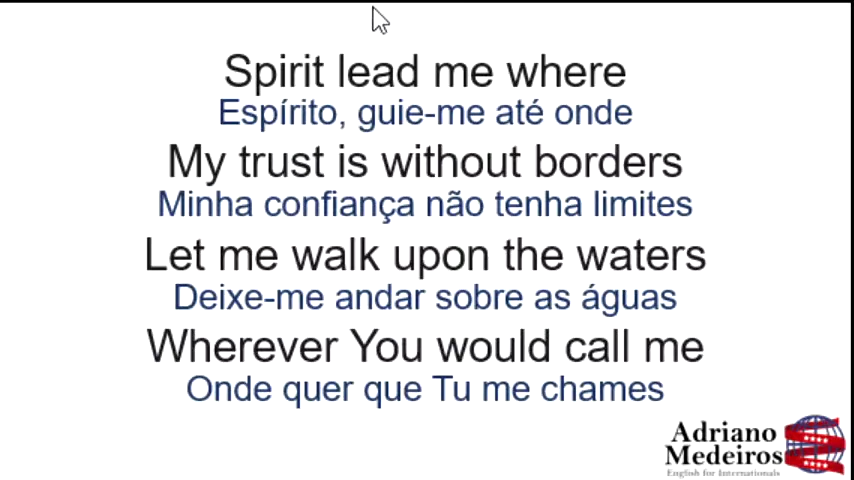 Spirit lead me where
Espírito, guie-me até onde
My trust is without borders
Minha confiança não tenha limites
Let me walk upon the waters
Deixe-me andar sobre as águas
Wherever You would call me
Onde quer que Tu me chames
Adriano
Medeiros
English for Internationals